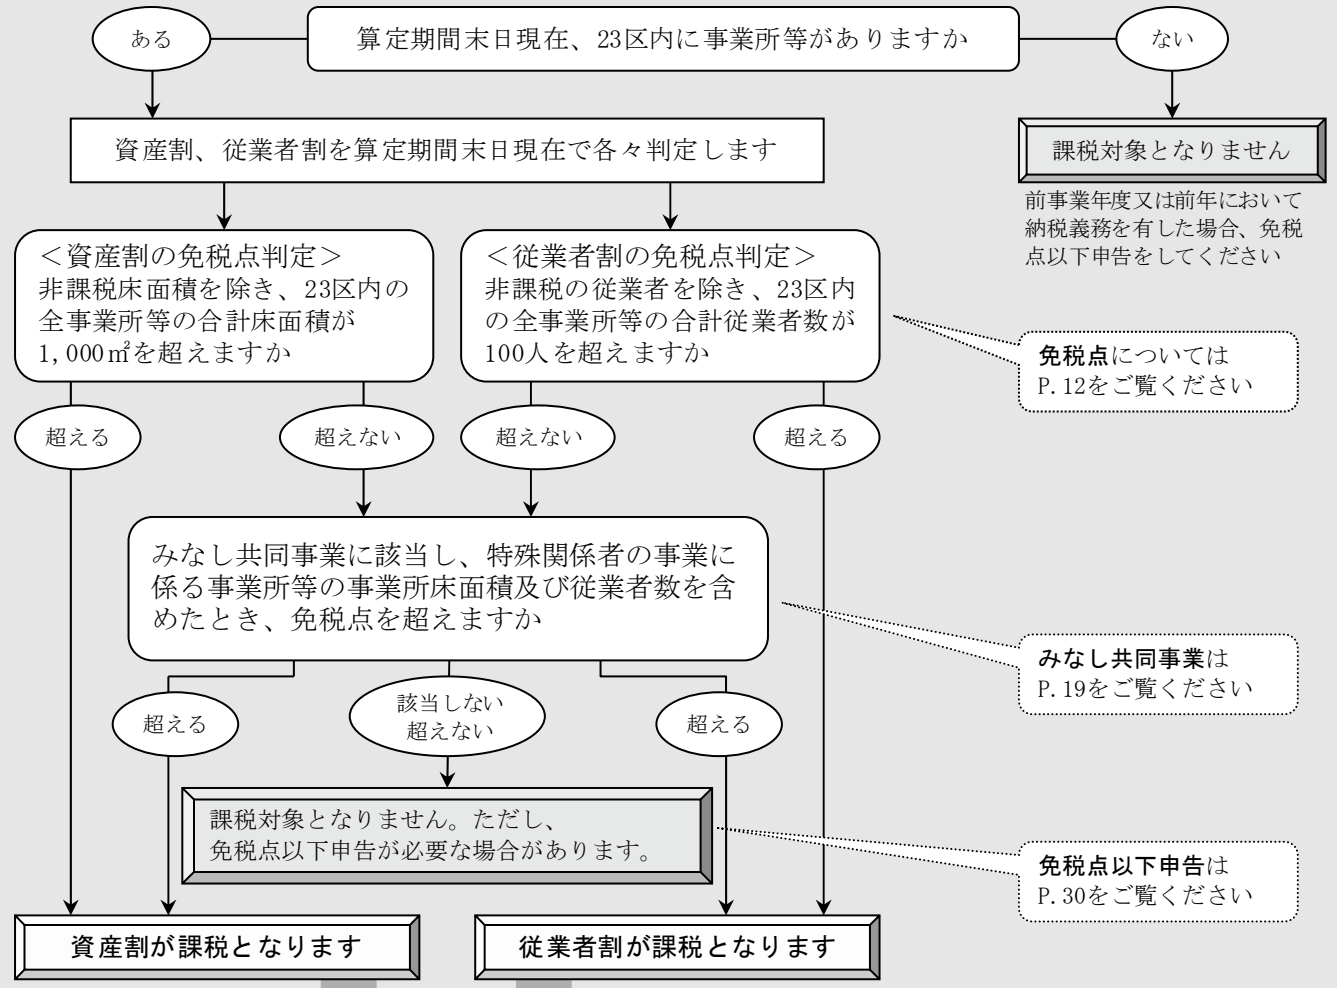 算定期間末日現在、23区内に事業所等がありますか
ある
ない
資産割、従業者割を算定期間末日現在で各々判定します
課税対象となりません
前事業年度又は前年において
納税義務を有した場合、免税
点以下申告をしてください
＜資産割の免税点判定＞
非課税床面積を除き、23区内の
全事業所等の合計床面積が
1,000㎡を超えますか
＜従業者割の免税点判定＞
非課税の従業者を除き、23区内
の全事業所等の合計従業者数が
100人を超えますか
免税点については
P.12をご覧ください
超える
超えない
超えない
超える
みなし共同事業に該当し、特殊関係者の事業に
係る事業所等の事業所床面積及び従業者数を含
めたとき、免税点を超えますか
みなし共同事業は
P.19をご覧ください
超える
該当しない
超えない
超える
課税対象となりません。ただし、
免税点以下申告が必要な場合があります。
免税点以下申告は
P.30をご覧ください
資産割が課税となります
従業者割が課税となります